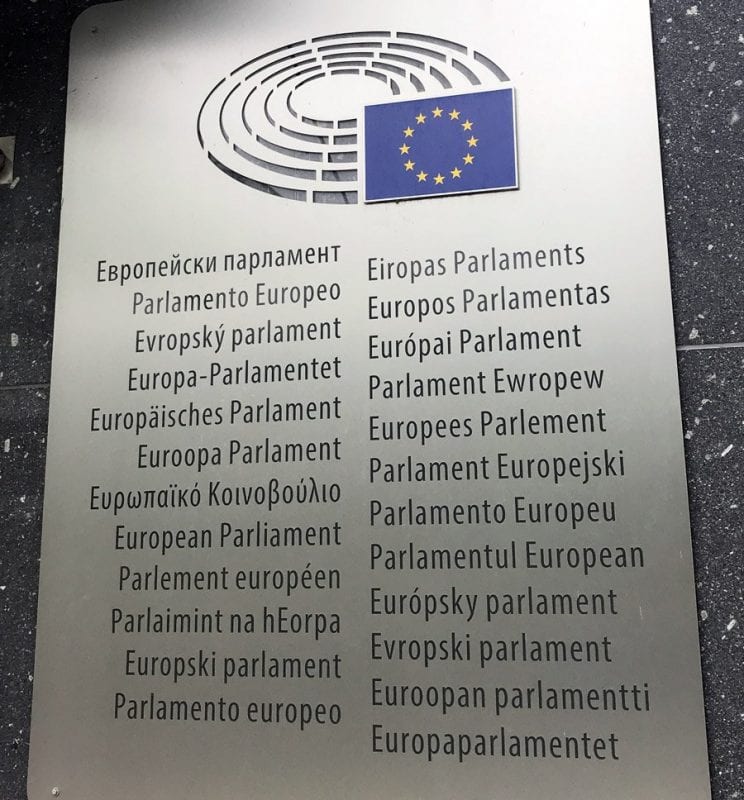 Европейски парламент
Parlamento Europeo
Evropský parlament
Europa-Parlamentet
Europäisches Parlament
Euroopa Parlament
Ευρωπαϊκό Κοινοβούλιο
European Parliament
Parlement européen
Parlaimint na hEorpa
Europski parlament
Parlamento europeo
Eiropas Parlaments
Europos Parlamentas
Európai Parlament
Parlament Ewropew
Europees Parlement
Parlament Europejski
Parlamento Europeu
Parlamentul European
Európsky parlament
Evropski parlament
Euroopan parlamentti
Europaparlamentet